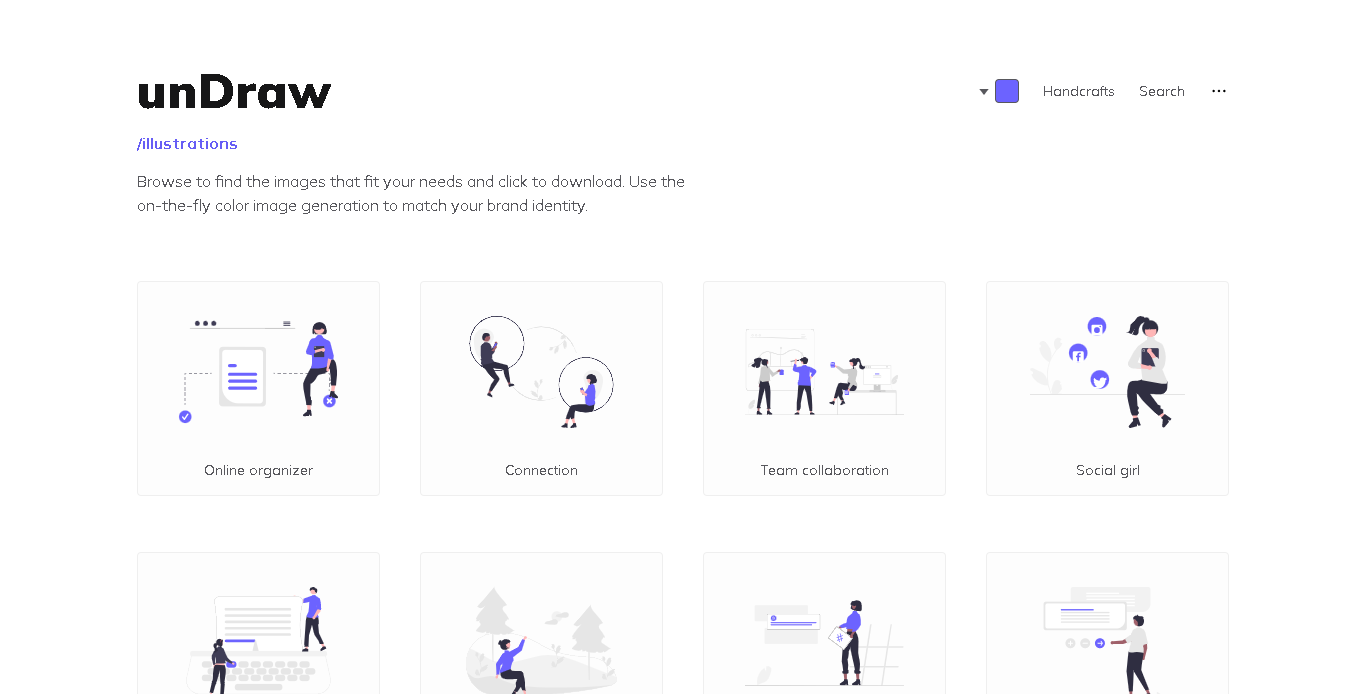 unDraw
Handcrafts
Search
/illustrations
Browse to find the images that fit your needs and click to download. Use the
on-the-fly color image generation to match your brand identity.
Online organizer
Connection
Team collaboration
Social girl
#